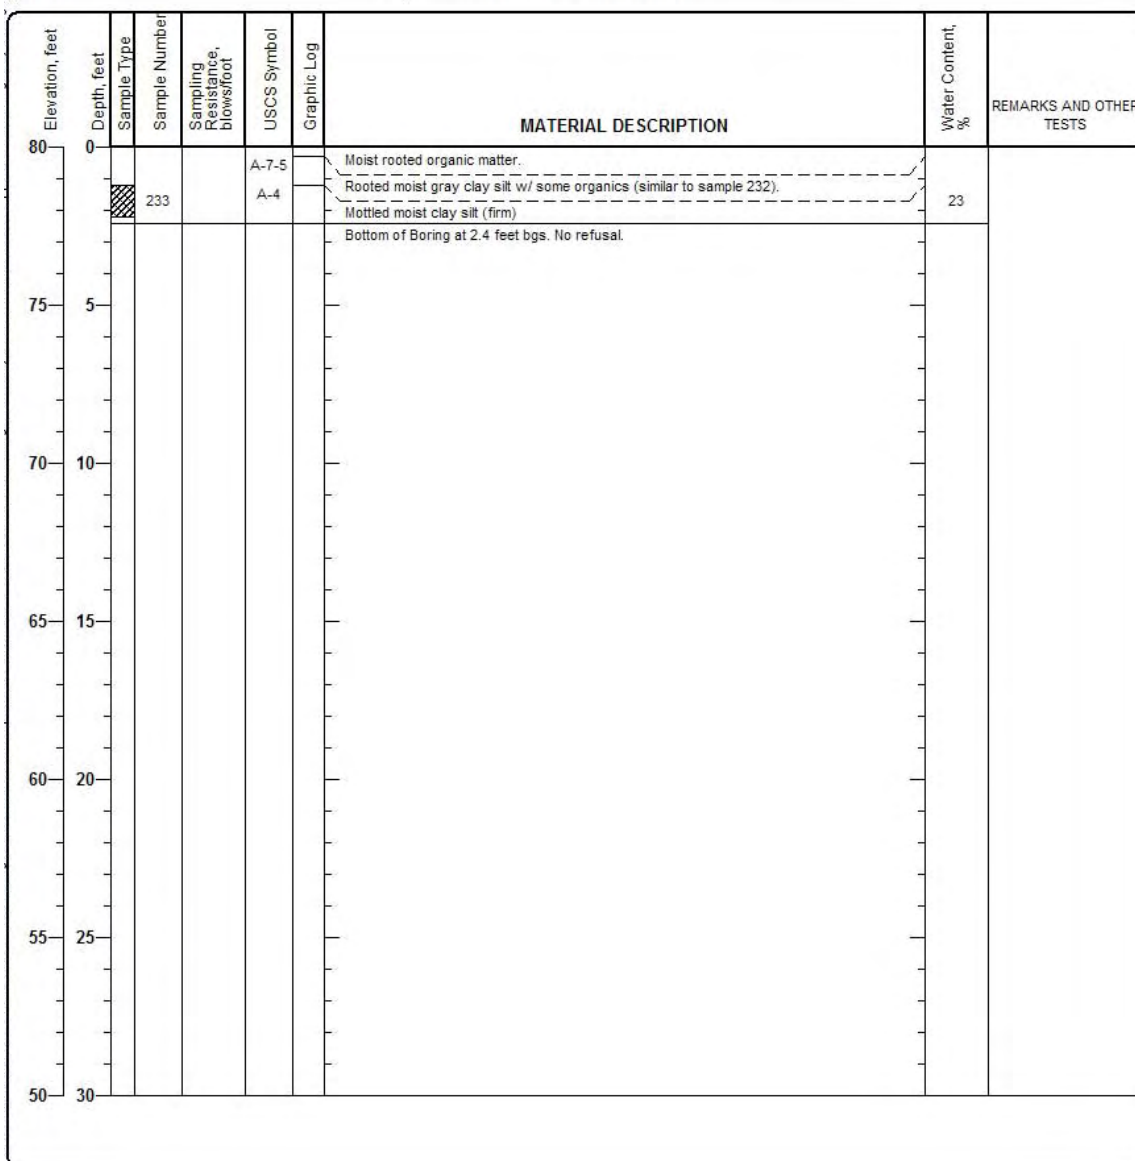 Elevation, feet
Depth, feet
Sample Type
Sample Number
Sampling
Resistance,
blows/foot
USCS Symbol
Graphic Log
MATERIAL DESCRIPTION
Water Content,
%
REMARKS AND OTHER
TESTS
80 0
A-7-5 Moist rooted organic matter.
233 A-4 Rooted moist gray clay silt w/ some organics (similar to sample 232). 23
Mottled moist clay silt (firm)
Bottom of Boring at 2.4 feet bgs. No refusal.
75 5
70 10
65 15
60 20
55 25
50 30